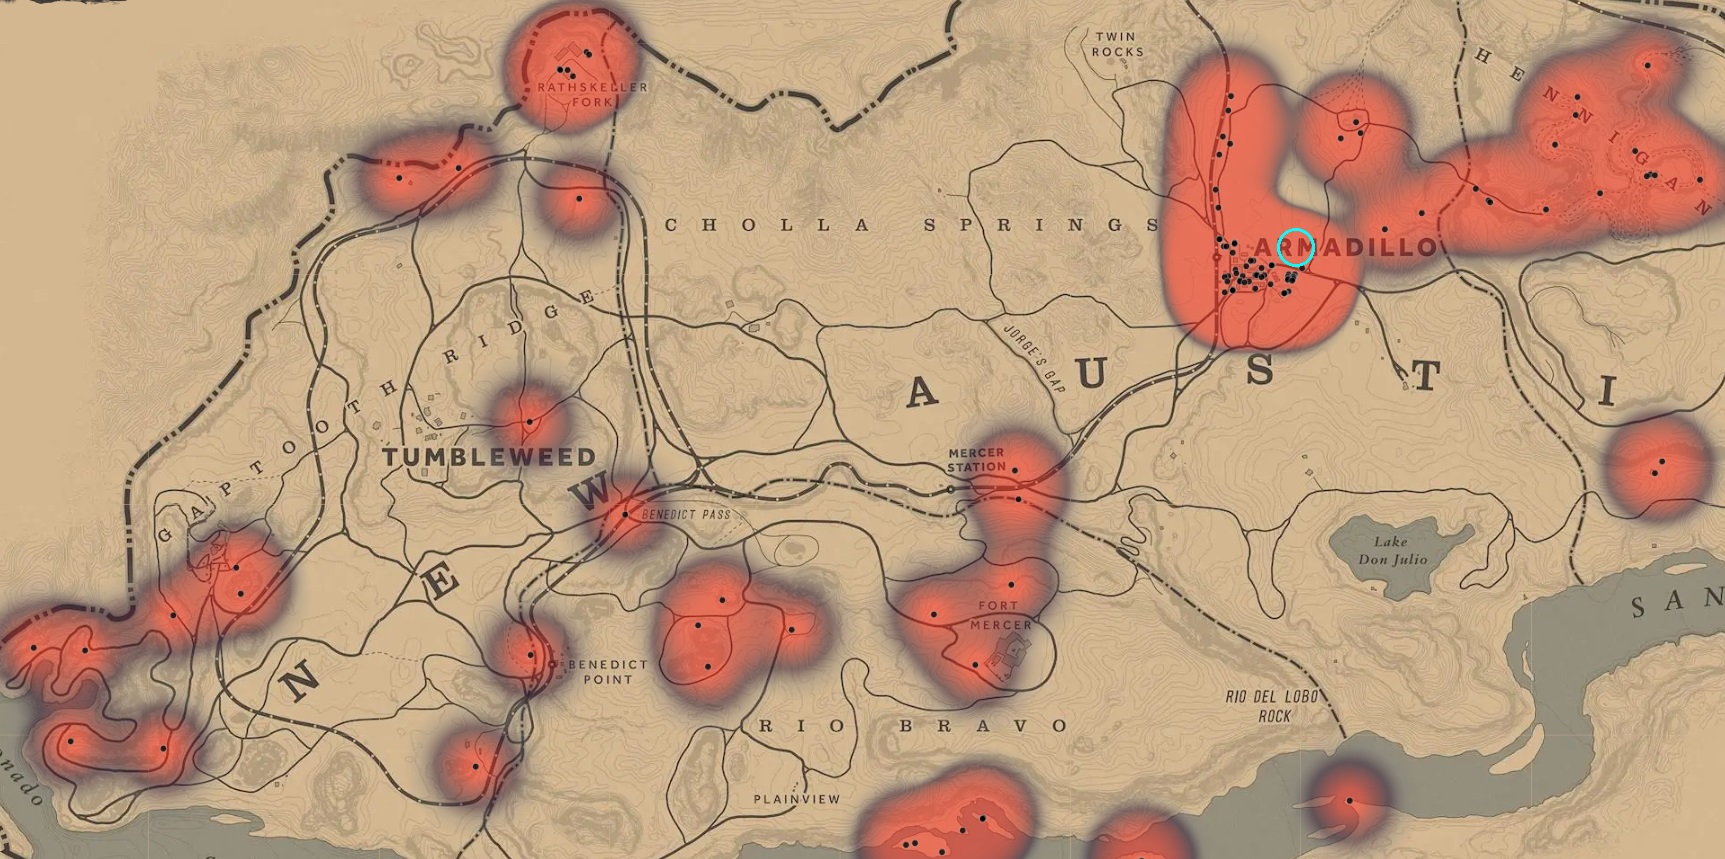 TWIN
ROCKS
HENNIGAN
RATHSKELLER
FORK
CHOLLA SPRINGS
ARMADILLO
GAPTOOTH RIDGE
JORGE'S GAP
NEW AUSTI
TUMBLEWEED
MERCER
STATION
BENEDICT PASS
Lake
Don Julio
SAN
FORT
MERCER
BENEDICT
POINT
RIO DEL LOBO
ROCK
RIO BRAVO
PLAINVIEW
nado